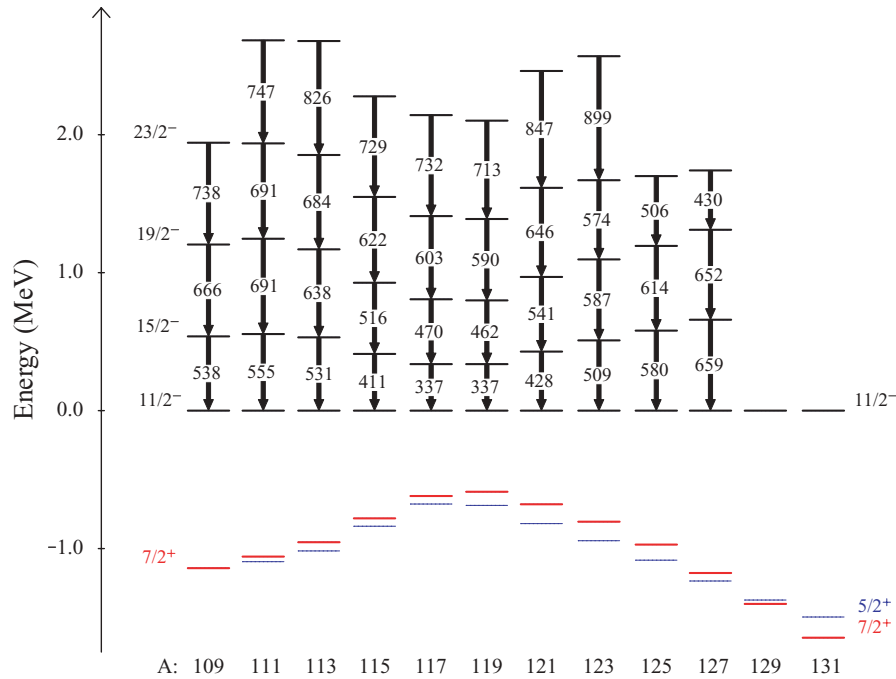 747 826
2.0 23/2⁻ 729 847 899
738 691 684 732 713 506 430
19/2⁻ 622 646 574
603 590
1.0 666 691 638 516 541 587 614 652
15/2⁻ 470 462
538 555 531 411 337 337 428 509 580 659
0.0 11/2⁻ 11/2⁻
Energy (MeV)
−1.0 7/2⁺
5/2⁺
7/2⁺
A: 109 111 113 115 117 119 121 123 125 127 129 131